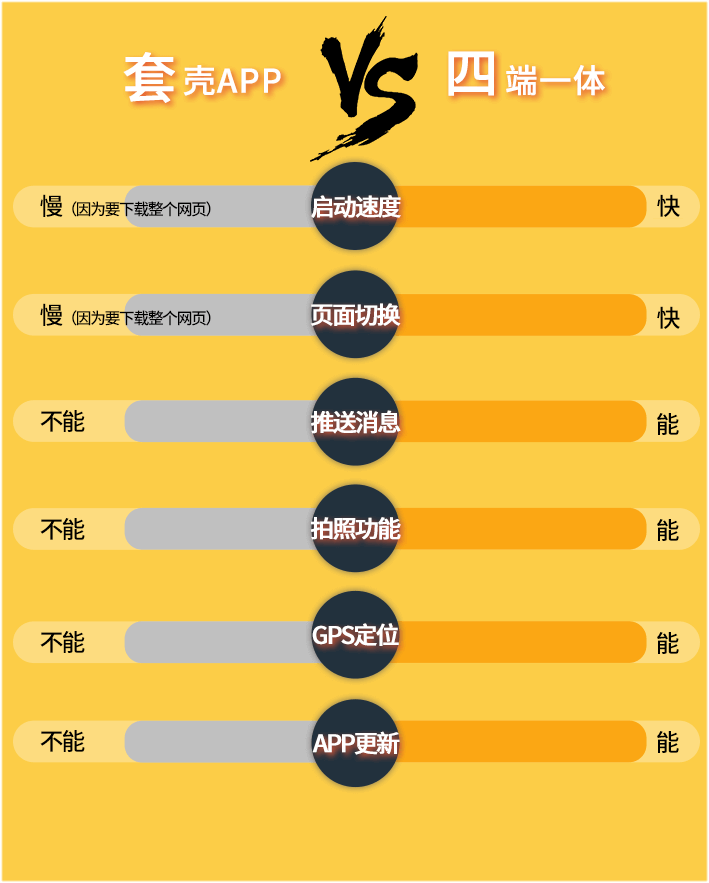 套壳APP VS 四端一体
慢（因为要下载整个网页） 启动速度 快
慢（因为要下载整个网页） 页面切换 快
不能 推送消息 能
不能 拍照功能 能
不能 GPS定位 能
不能 APP更新 能